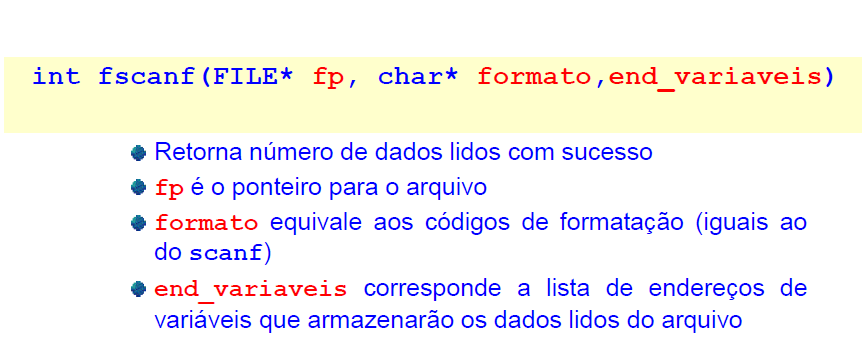 int fscanf(FILE* fp, char* formato,end_variaveis)
Retorna número de dados lidos com sucesso
fp é o ponteiro para o arquivo
formato equivale aos códigos de formatação (iguais ao
do scanf)
end_variaveis corresponde a lista de endereços de
variáveis que armazenarão os dados lidos do arquivo